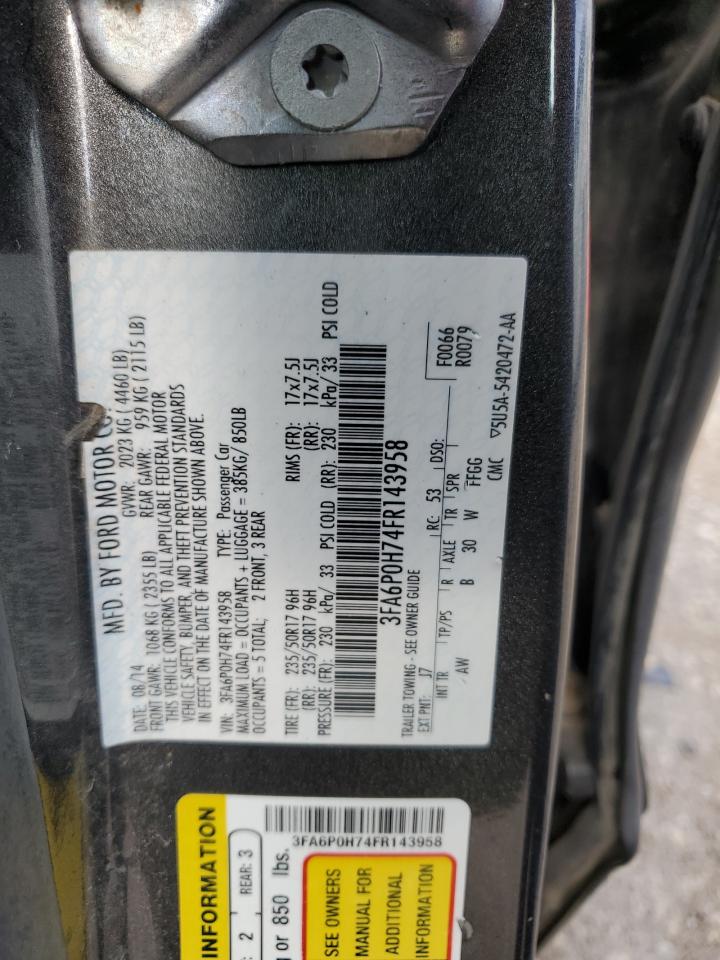 MFD. BY FORD MOTOR CO.
DATE: 08/14 GVWR: 2023 KG ( 4460 LB)
FRONT GAWR: 1068 KG ( 2355 LB) REAR GAWR: 959 KG ( 2115 LB)
THIS VEHICLE CONFORMS TO ALL APPLICABLE FEDERAL MOTOR
VEHICLE SAFETY, BUMPER, AND THEFT PREVENTION STANDARDS
IN EFFECT ON THE DATE OF MANUFACTURE SHOWN ABOVE.
VIN: 3FA6P0H74FR143958 TYPE: Passenger Car
MAXIMUM LOAD = OCCUPANTS + LUGGAGE = 385KG/ 850LB
OCCUPANTS = 5 TOTAL; 2 FRONT, 3 REAR
TIRE (FR): 235/50R17 96H RIMS (FR): 17x7.5J
(RR): 235/50R17 96H (RR): 17x7.5J
PRESSURE (FR): 230 kPa/ 33 PSI COLD (RR): 230 kPa/ 33 PSI COLD
3FA6P0H74FR143958
TRAILER TOWING - SEE OWNER GUIDE
EXT PNT: J7 RC: 53 DSO: F0066
R0079
INT TR TP/PS R AXLE TR SPR
AW B 30 W FFGG
CMC ▽5U5A-5420472-AA
INFORMATION
2 REAR: 3
or 850 lbs.
3FA6P0H74FR143958
SEE OWNERS
MANUAL FOR
ADDITIONAL
INFORMATION